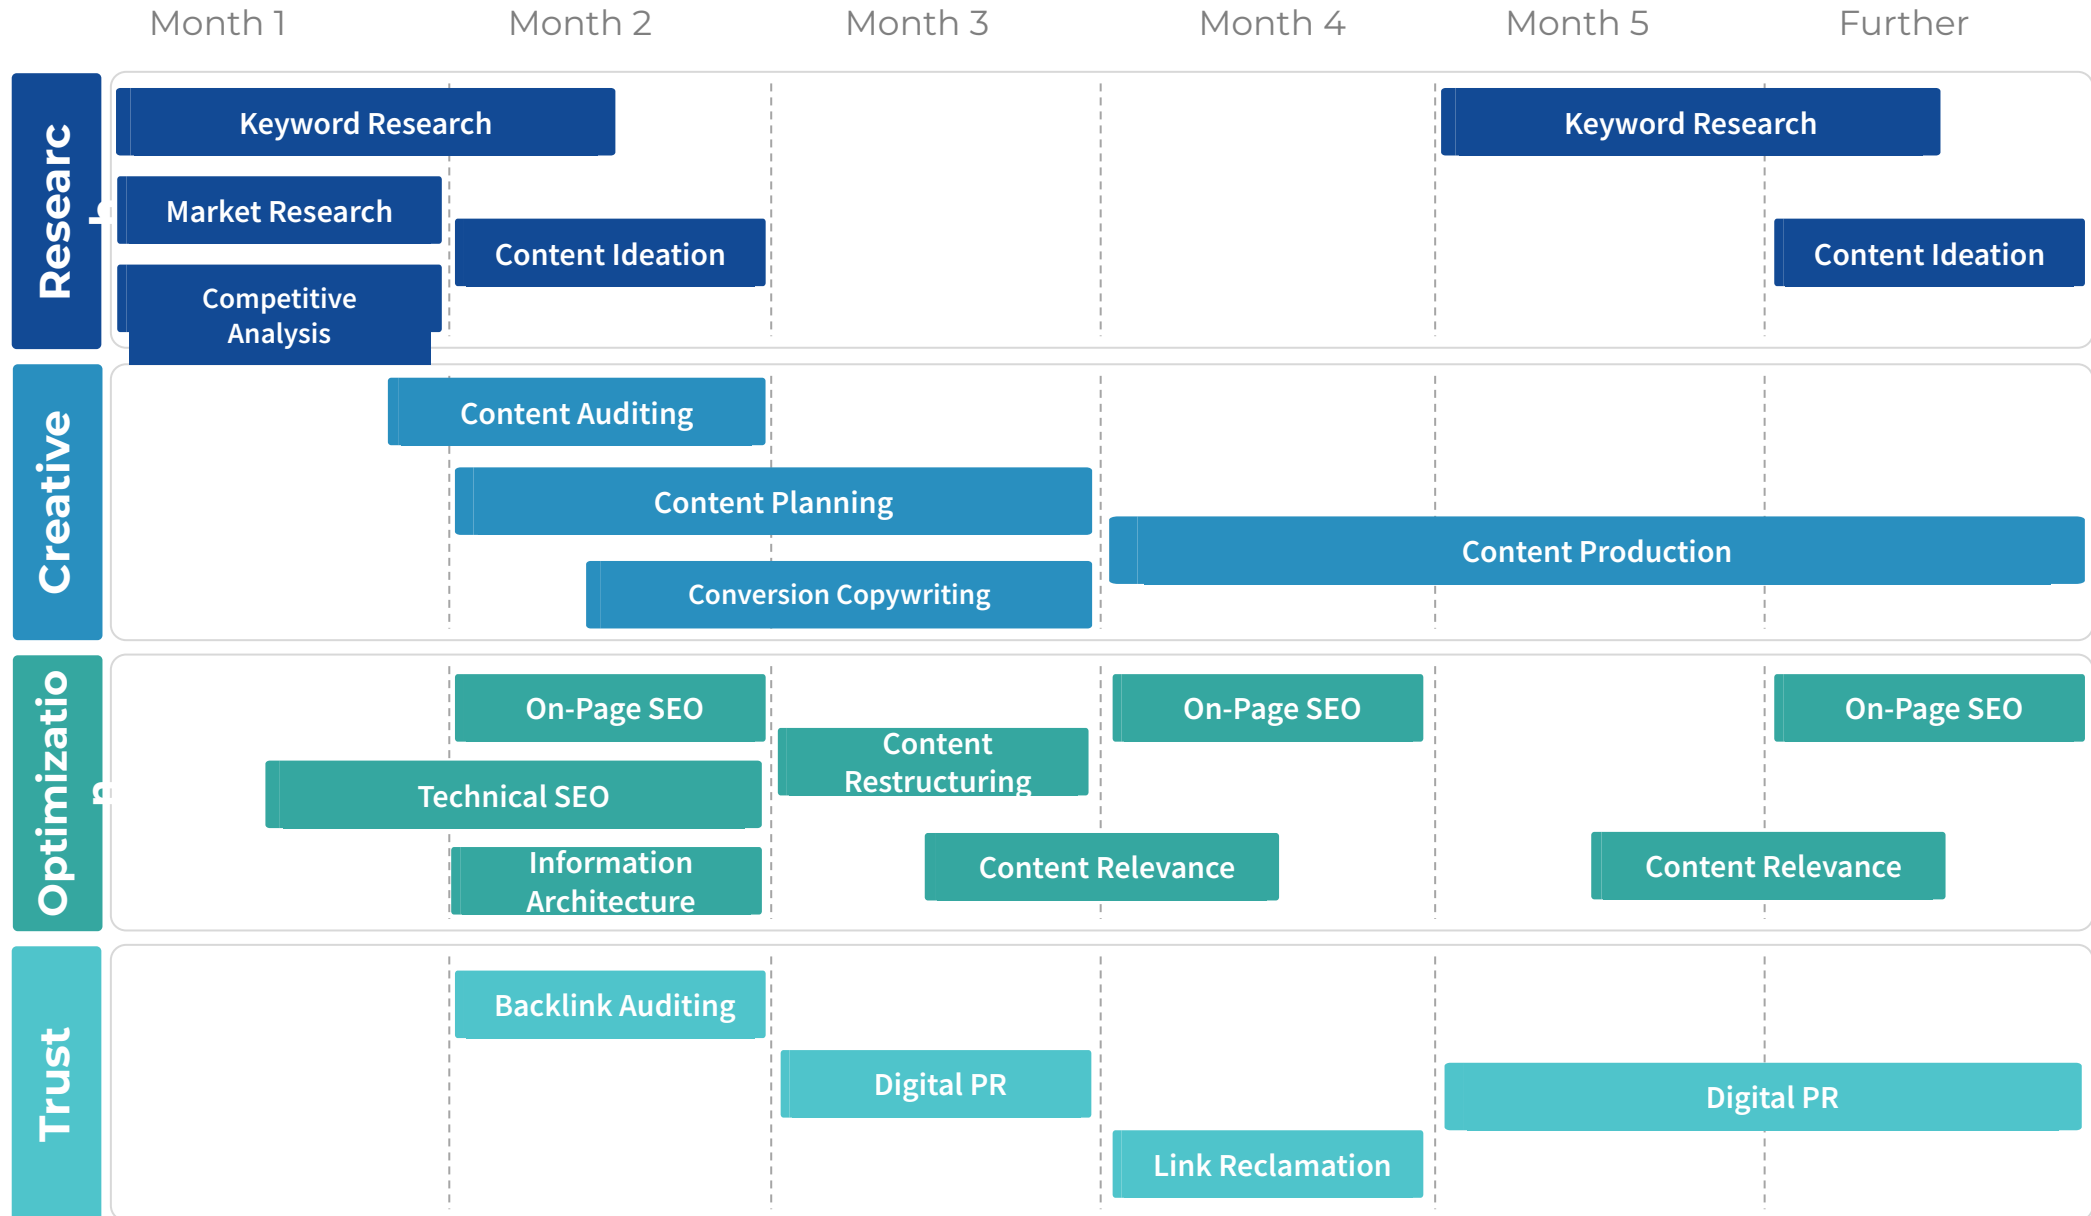 Month 1
Month 2
Month 3
Month 4
Month 5
Further
Researc
h
Keyword Research
Keyword Research
Market Research
Content Ideation
Content Ideation
Competitive
Analysis
Creative
Content Auditing
Content Planning
Content Production
Conversion Copywriting
Optimizatio
n
On-Page SEO
On-Page SEO
On-Page SEO
Content
Restructuring
Technical SEO
Information
Architecture
Content Relevance
Content Relevance
Trust
Backlink Auditing
Digital PR
Digital PR
Link Reclamation